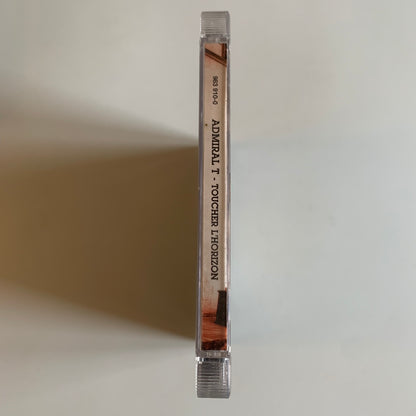 983 910-0
ADMIRAL T - TOUCHER L'HORIZON